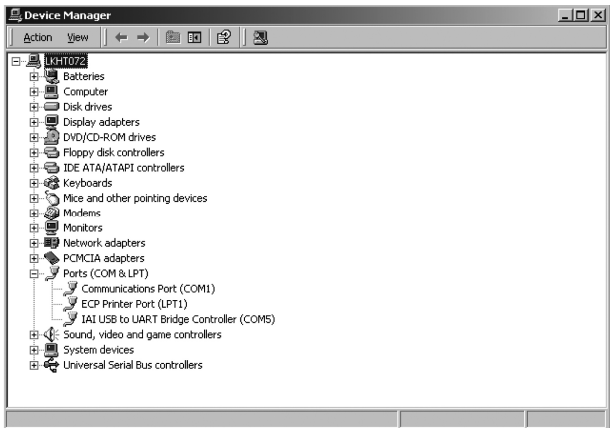 Device Manager
Action View
LKHT072
Batteries
Computer
Disk drives
Display adapters
DVD/CD-ROM drives
Floppy disk controllers
IDE ATA/ATAPI controllers
Keyboards
Mice and other pointing devices
Modems
Monitors
Network adapters
PCMCIA adapters
Ports (COM & LPT)
Communications Port (COM1)
ECP Printer Port (LPT1)
IAI USB to UART Bridge Controller (COM5)
Sound, video and game controllers
System devices
Universal Serial Bus controllers